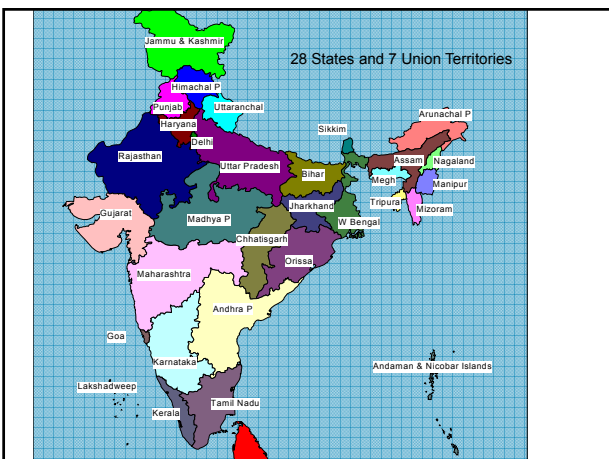 Jammu & Kashmir
28 States and 7 Union Territories
Himachal P
Punjab
Uttaranchal
Arunachal P
Haryana
Sikkim
Delhi
Rajasthan
Uttar Pradesh
Assam
Nagaland
Bihar
Megh
Manipur
Jharkhand
Tripura
Mizoram
Gujarat
Madhya P
W Bengal
Chhatisgarh
Orissa
Maharashtra
Andhra P
Goa
Karnataka
Andaman & Nicobar Islands
Lakshadweep
Kerala
Tamil Nadu